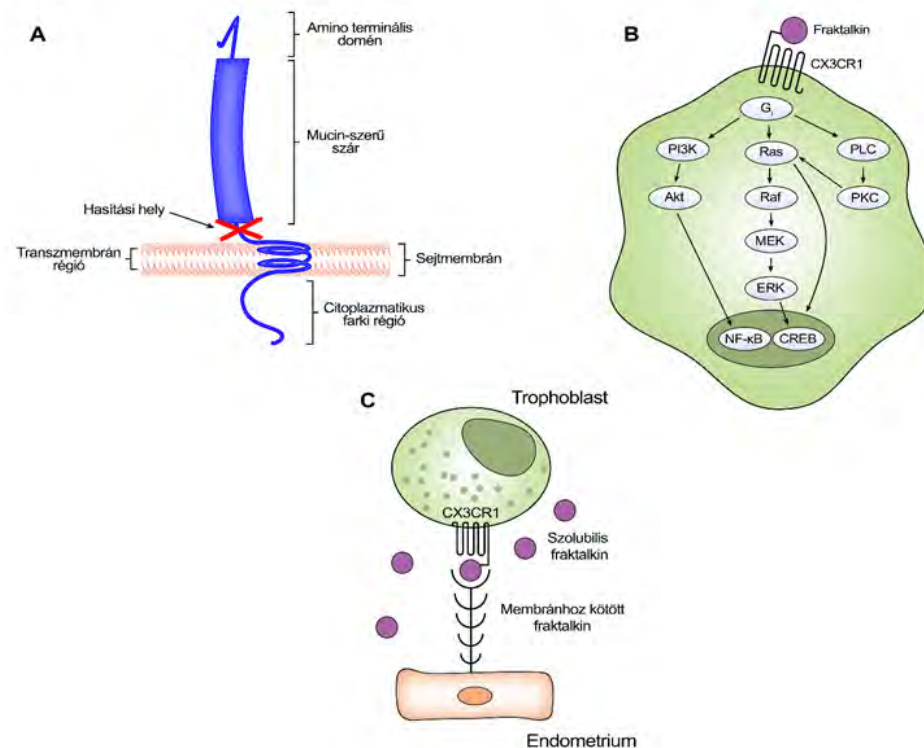 A
Amino terminális
domén
Mucin-szerű
szár
Hasítási hely
Transzmembrán
régió
Sejtmembrán
Citoplazmatikus
farki régió
B
Fraktalkin
CX3CR1
Gi
PI3K
Ras
PLC
Akt
Raf
PKC
MEK
ERK
NF-κB
CREB
C
Trophoblast
CX3CR1
Szolubilis
fraktalkin
Membránhoz kötött
fraktalkin
Endometrium